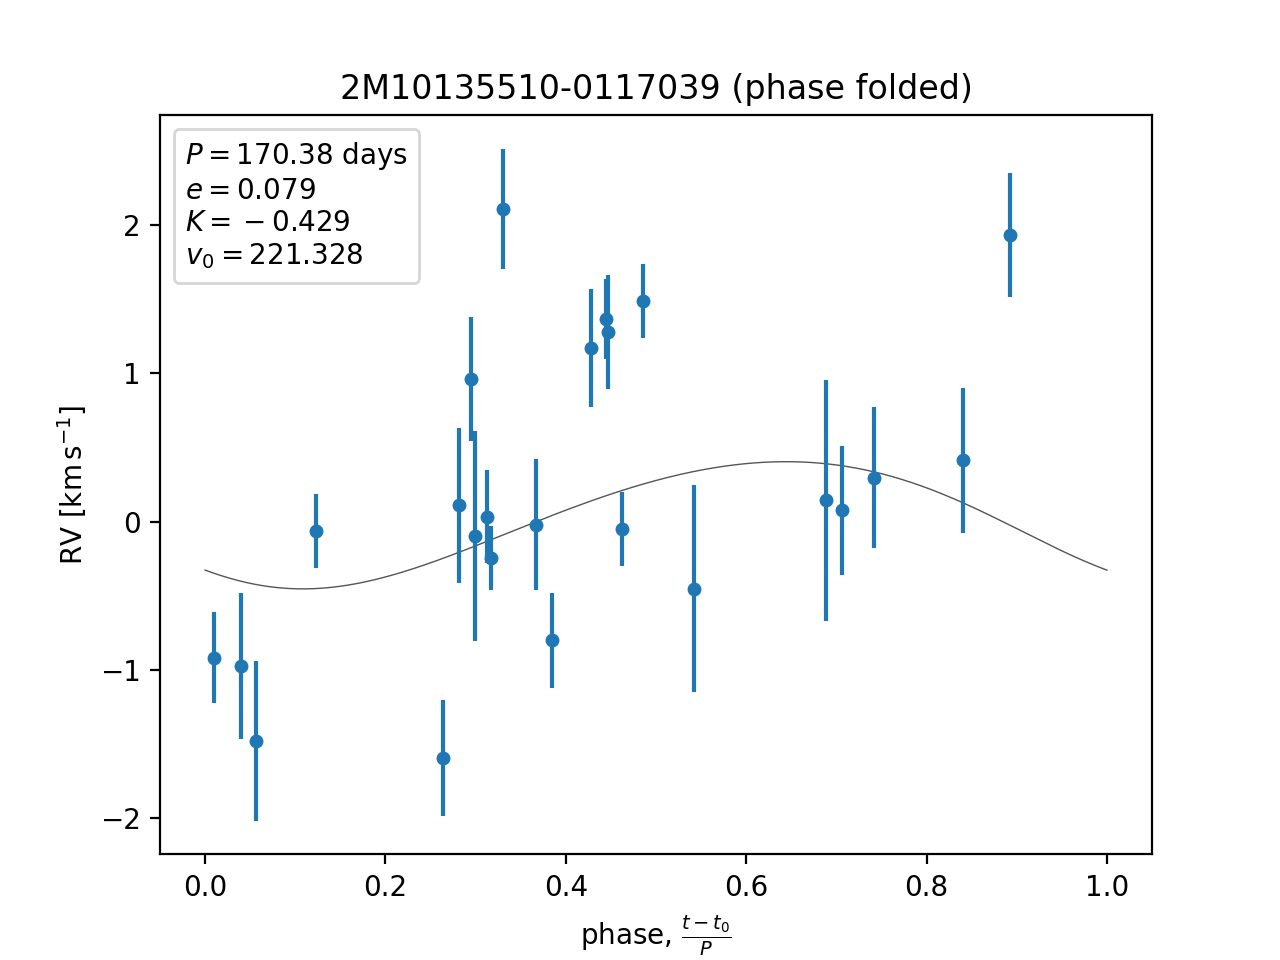 2M10135510-0117039 (phase folded)
P = 170.38 days
e = 0.079
K = −0.429
v₀ = 221.328
2
1
0
−1
−2
RV [km s⁻¹]
0.0 0.2 0.4 0.6 0.8 1.0
phase, (t − t₀)/P